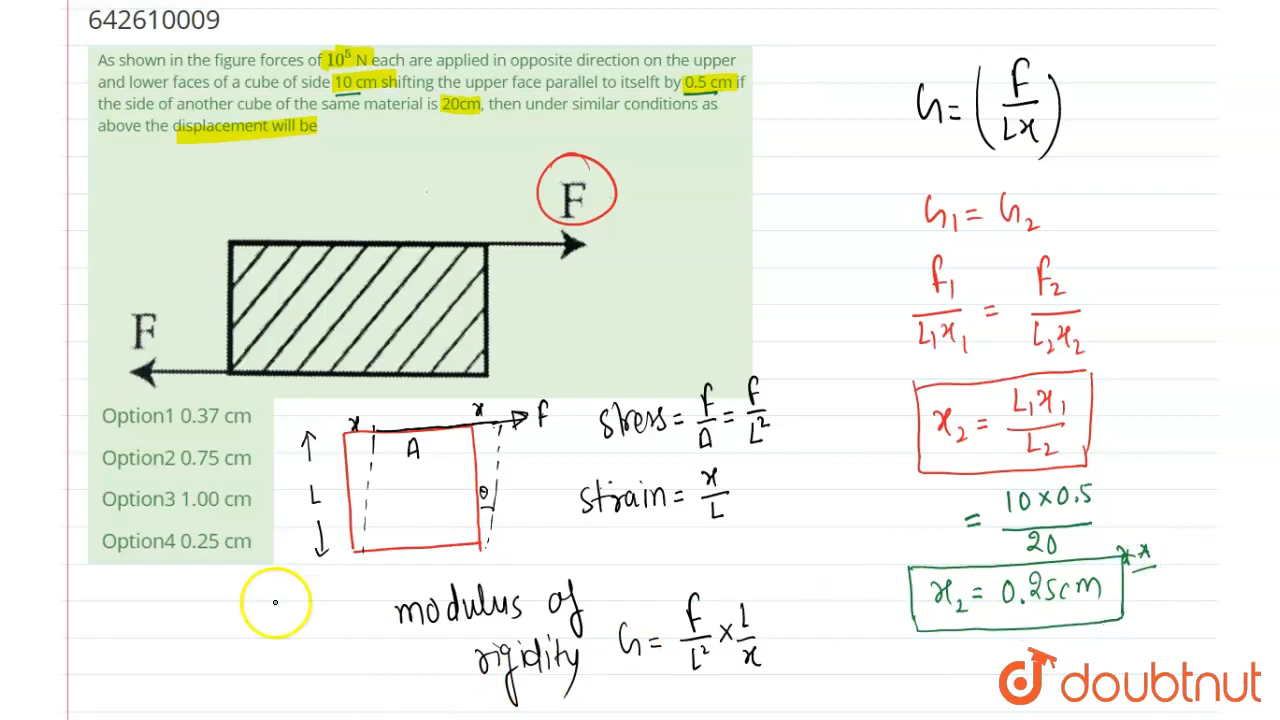 642610009
As shown in the figure forces of 10⁵ N each are applied in opposite direction on the upper
and lower faces of a cube of side 10 cm shifting the upper face parallel to itselft by 0.5 cm if
the side of another cube of the same material is 20cm, then under similar conditions as
above the displacement will be
F
F
Option1 0.37 cm
Option2 0.75 cm
Option3 1.00 cm
Option4 0.25 cm
x
x
F
A
L
θ
stress = F/A = F/L²
strain = x/L
modulus of
rigidity G = F/L² × L/x
G = (F/Lx)
G₁ = G₂
F₁/L₁x₁ = F₂/L₂x₂
x₂ = L₁x₁/L₂
= 10 × 0.5/20
x₂ = 0.25cm
doubtnut